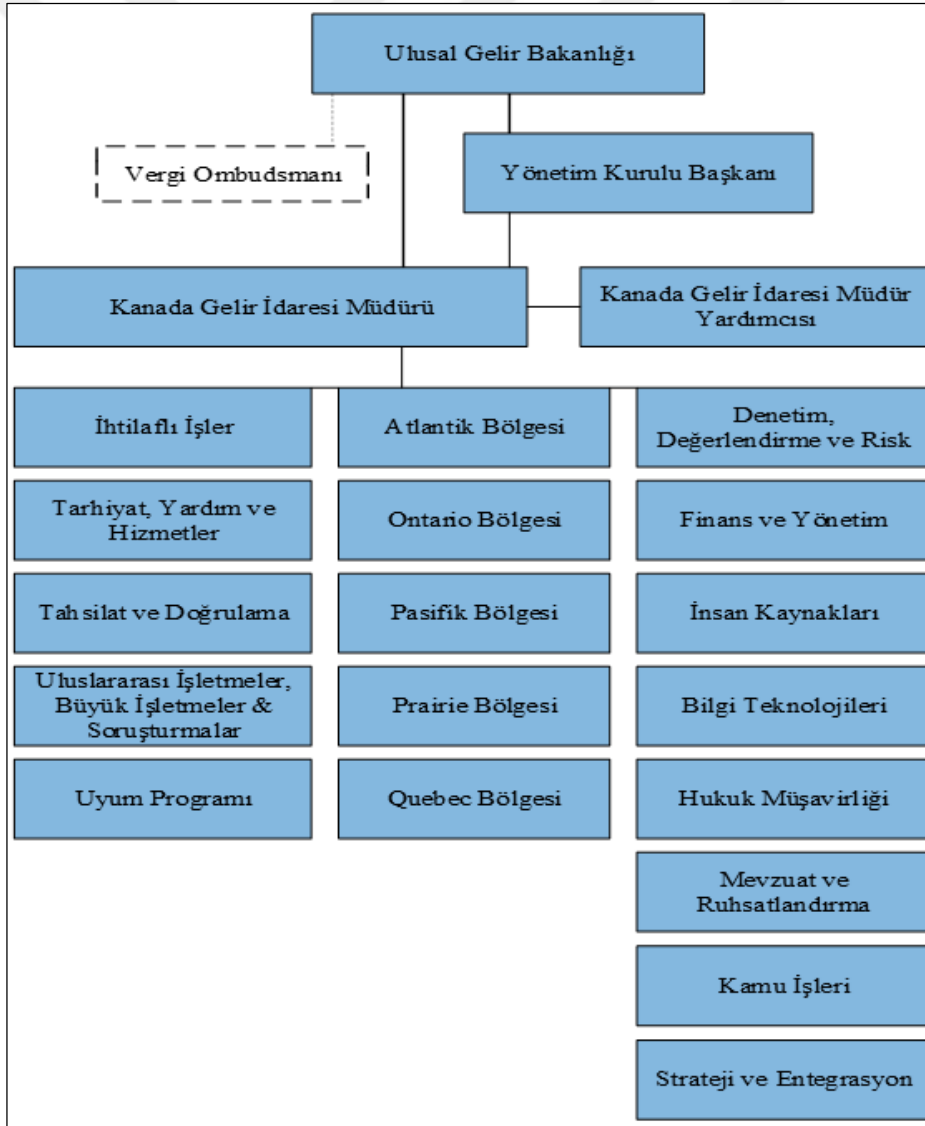 Ulusal Gelir Bakanlığı
Vergi Ombudsmanı
Yönetim Kurulu Başkanı
Kanada Gelir İdaresi Müdürü
Kanada Gelir İdaresi Müdür
Yardımcısı
İhtilaflı İşler
Atlantik Bölgesi
Denetim,
Değerlendirme ve Risk
Tarhiyat, Yardım ve
Hizmetler
Ontario Bölgesi
Finans ve Yönetim
Tahsilat ve Doğrulama
Pasifik Bölgesi
İnsan Kaynakları
Uluslararası İşletmeler,
Büyük İşletmeler &
Soruşturmalar
Prairie Bölgesi
Bilgi Teknolojileri
Uyum Programı
Quebec Bölgesi
Hukuk Müşavirliği
Mevzuat ve
Ruhsatlandırma
Kamu İşleri
Strateji ve Entegrasyon